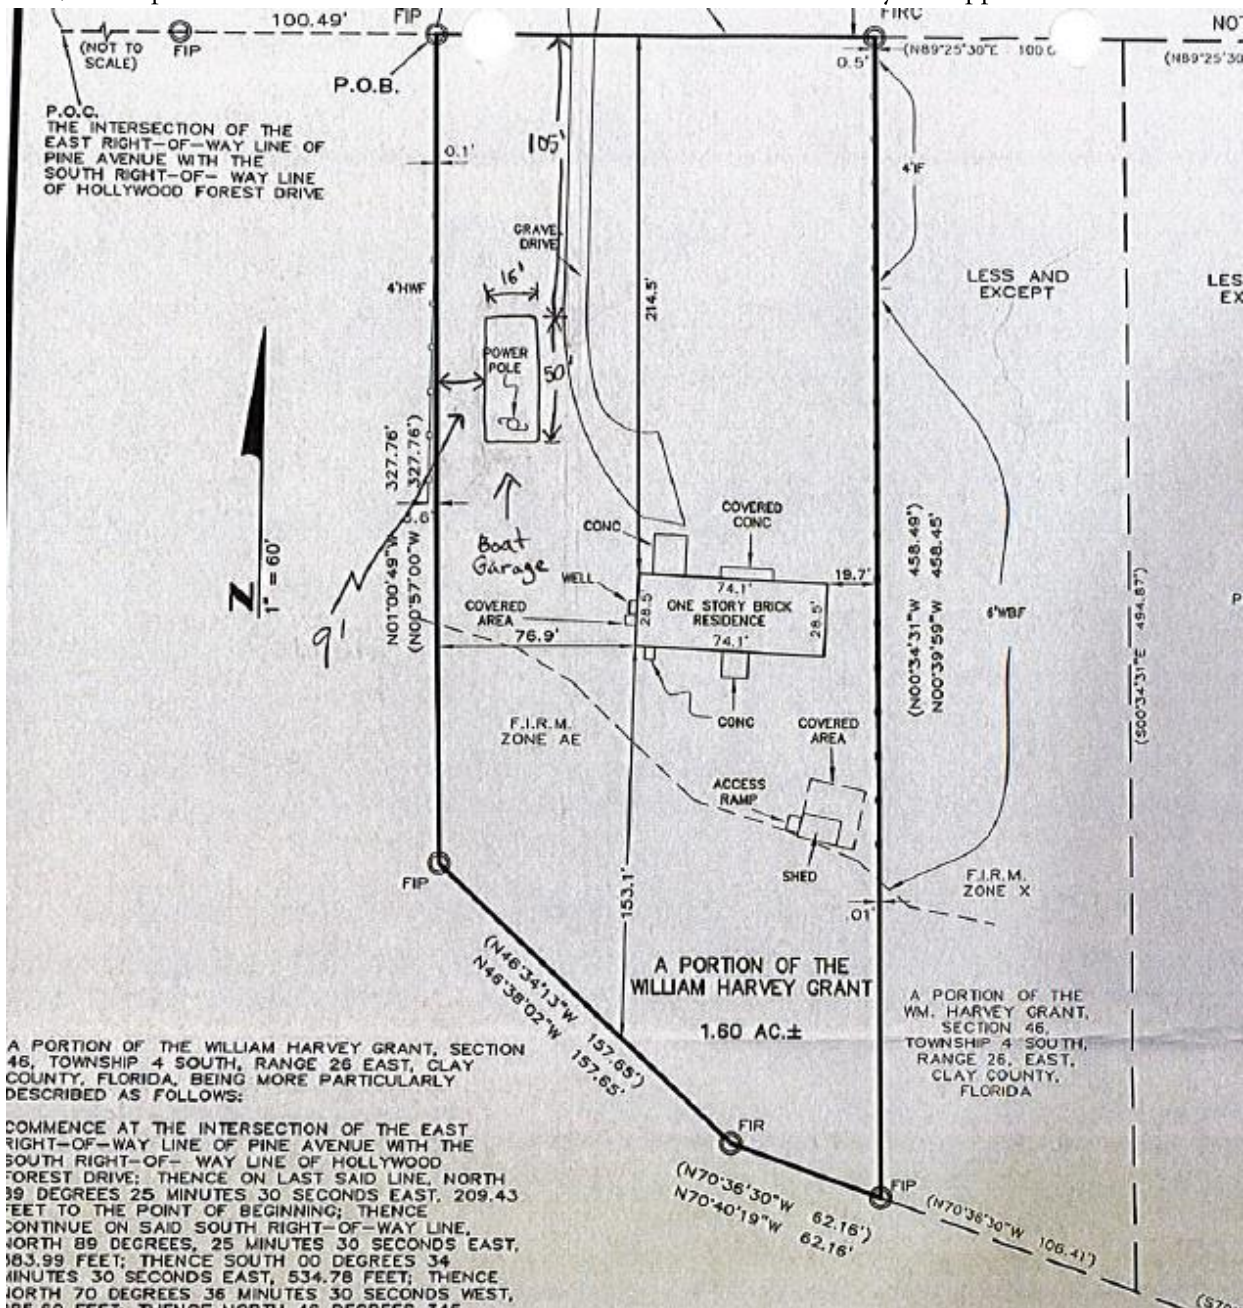 100.49'
FIP
FIRC
(NOT TO
SCALE)
FIP
P.O.B.
0.5'
(N89°25'30"E
P.O.C.
THE INTERSECTION OF THE
EAST RIGHT-OF-WAY LINE OF
PINE AVENUE WITH THE
SOUTH RIGHT-OF- WAY LINE
OF HOLLYWOOD FOREST DRIVE
0.1'
105'
4'IF
GRAVEL
DRIVE
16'
4'HWF
214.5'
LESS AND
EXCEPT
POWER
POLE
50'
N01°00'49"W 327.76'
(N00°57'00"W 327.76')
Z
1" = 60'
9'
Boat
Garage
CONC
COVERED
CONC
WELL
COVERED
AREA
74.1'
28.5'
ONE STORY BRICK
RESIDENCE
28.5'
74.1'
19.7'
76.9'
(N00°34'31"W 458.49')
N00°39'59"W 458.45'
6'WBF
(S00°34'31"E 494.87')
F.I.R.M.
ZONE AE
CONC
COVERED
AREA
ACCESS
RAMP
SHED
153.1'
F.I.R.M.
ZONE X
01'
FIP
(N46°34'13"W 157.65')
N46°38'02"W 157.65'
A PORTION OF THE
WILLIAM HARVEY GRANT
1.60 AC.±
A PORTION OF THE
WM. HARVEY GRANT,
SECTION 46,
TOWNSHIP 4 SOUTH,
RANGE 26, EAST,
CLAY COUNTY,
FLORIDA
FIR
(N70°36'30"W 62.16')
N70°40'19"W 62.16'
FIP
(N70°36'30"W 106.41')
A PORTION OF THE WILLIAM HARVEY GRANT, SECTION
46, TOWNSHIP 4 SOUTH, RANGE 26 EAST, CLAY
COUNTY, FLORIDA, BEING MORE PARTICULARLY
DESCRIBED AS FOLLOWS:
COMMENCE AT THE INTERSECTION OF THE EAST
RIGHT-OF-WAY LINE OF PINE AVENUE WITH THE
SOUTH RIGHT-OF- WAY LINE OF HOLLYWOOD
FOREST DRIVE; THENCE ON LAST SAID LINE, NORTH
89 DEGREES 25 MINUTES 30 SECONDS EAST, 209.43
FEET TO THE POINT OF BEGINNING; THENCE
CONTINUE ON SAID SOUTH RIGHT-OF-WAY LINE,
NORTH 89 DEGREES, 25 MINUTES 30 SECONDS EAST,
383.99 FEET; THENCE SOUTH 00 DEGREES 34
MINUTES 30 SECONDS EAST, 534.78 FEET; THENCE
NORTH 70 DEGREES 36 MINUTES 30 SECONDS WEST,